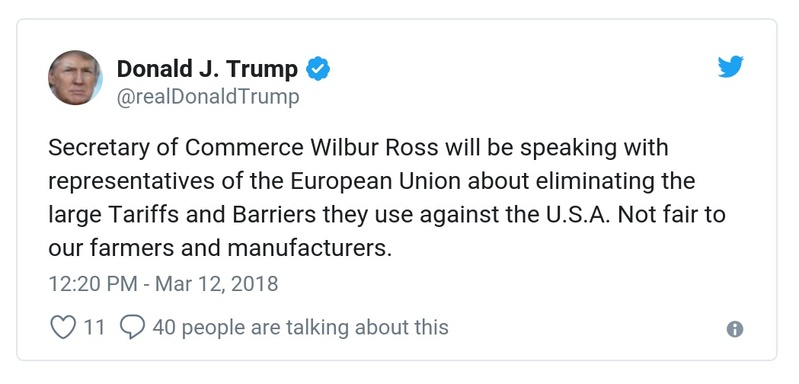 Donald J. Trump
@realDonaldTrump
Secretary of Commerce Wilbur Ross will be speaking with
representatives of the European Union about eliminating the
large Tariffs and Barriers they use against the U.S.A. Not fair to
our farmers and manufacturers.
12:20 PM - Mar 12, 2018
11 40 people are talking about this